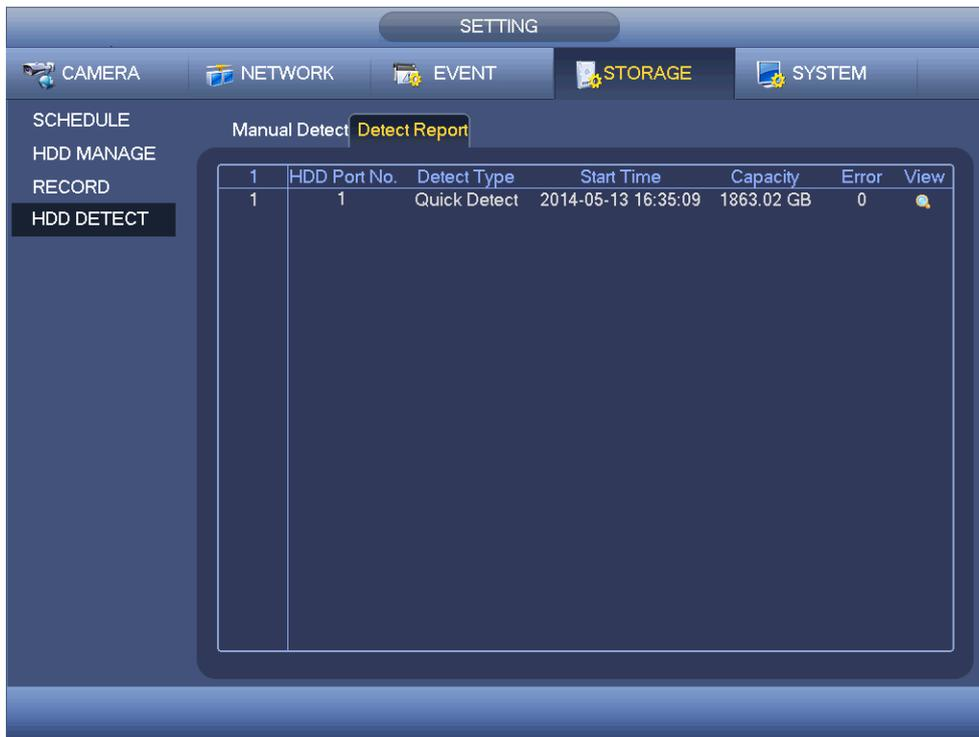 SETTING
CAMERA NETWORK EVENT STORAGE SYSTEM
SCHEDULE
HDD MANAGE
RECORD
HDD DETECT
Manual Detect Detect Report
1 HDD Port No. Detect Type Start Time Capacity Error View
1 1 Quick Detect 2014-05-13 16:35:09 1863.02 GB 0